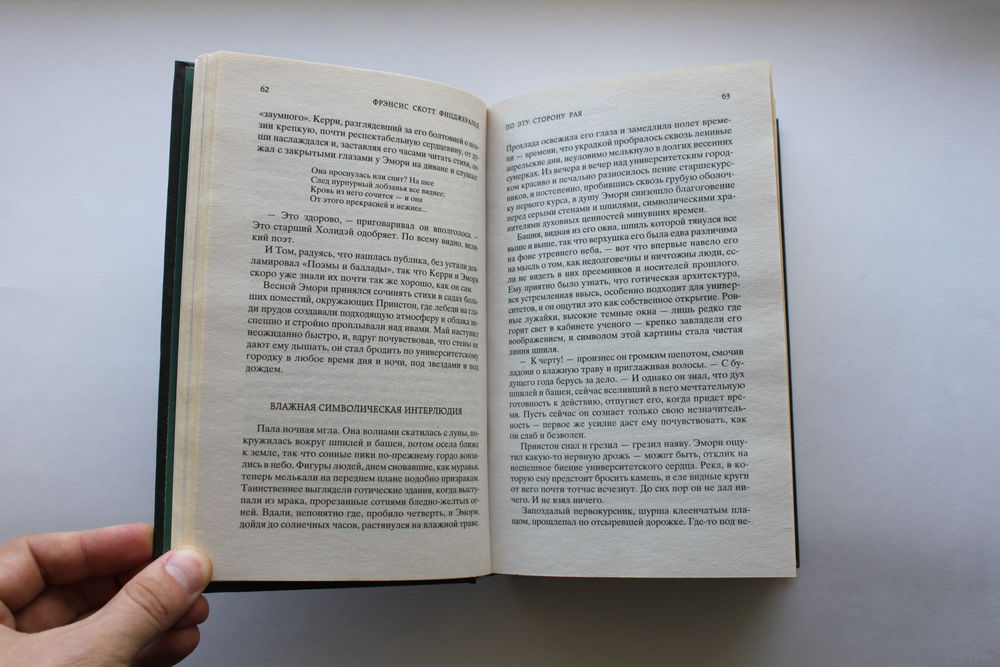 62
ФРЭНСИС СКОТТ ФИЦДЖЕРАЛЬД
«заумного». Керри, разглядевший за его болтовней о поэ-
зии крепкую, почти респектабельную сердцевину, от ду-
ши наслаждался и, заставляя его часами читать стихи, ле-
жал с закрытыми глазами у Эмори на диване и слушал:
Она проснулась или спит? На шее
След пурпурный лобзанья все виднее;
Кровь из него сочится — и она
От этого прекрасней и нежнее...
— Это здорово, — приговаривал он вполголоса. —
Это старший Холидэй одобряет. По всему видно, вели-
кий поэт.
И Том, радуясь, что нашлась публика, без устали дек-
ламировал «Поэмы и баллады», так что Керри и Эмори
скоро уже знали их почти так же хорошо, как он сам.
Весной Эмори принялся сочинять стихи в садах боль-
ших поместий, окружающих Принстон, где лебеди на гла-
ди прудов создавали подходящую атмосферу и облака не-
спешно и стройно проплывали над ивами. Май наступил
неожиданно быстро, и, вдруг почувствовав, что стены не
дают ему дышать, он стал бродить по университетскому
городку в любое время дня и ночи, под звездами и под
дождем.
ВЛАЖНАЯ СИМВОЛИЧЕСКАЯ ИНТЕРЛЮДИЯ
Пала ночная мгла. Она волнами скатилась с луны, по-
кружилась вокруг шпилей и башен, потом осела ближе
к земле, так что сонные пики по-прежнему гордо вонза-
лись в небо. Фигуры людей, днем сновавшие, как муравьи,
теперь мелькали на переднем плане подобно призракам.
Таинственнее выглядели готические здания, когда высту-
пали из мрака, прорезанные сотнями бледно-желтых ог-
ней. Вдали, непонятно где, пробило четверть, и Эмори,
дойдя до солнечных часов, растянулся на влажной траве.
63
ПО ЭТУ СТОРОНУ РАЯ
Прохлада освежила его глаза и замедлила полет време-
ни — времени, что украдкой пробралось сквозь ленивые
апрельские дни, неуловимо мелькнуло в долгих весенних
сумерках. Из вечера в вечер над университетским город-
ком красиво и печально разносилось пение старшекурс-
ников, и постепенно, пробившись сквозь грубую оболоч-
ку первого курса, в душу Эмори снизошло благоговение
перед серыми стенами и шпилями, символическими хра-
нителями духовных ценностей минувших времен.
Башня, видная из его окна, шпиль которой тянулся все
выше и выше, так что верхушка его была едва различима
на фоне утреннего неба, — вот что впервые навело его
на мысль о том, как недолговечны и ничтожны люди, ес-
ли не видеть в них преемников и носителей прошлого.
Ему приятно было узнать, что готическая архитектура,
вся устремленная ввысь, особенно подходит для универ-
ситетов, и он ощутил это как собственное открытие. Ров-
ные лужайки, высокие темные окна — лишь редко где
горит свет в кабинете ученого — крепко завладели его
воображением, и символом этой картины стала чистая
линия шпиля.
— К черту! — произнес он громким шепотом, смочив
ладони о влажную траву и приглаживая волосы. — С бу-
дущего года берусь за дело. — И однако он знал, что дух
шпилей и башен, сейчас вселивший в него мечтательную
готовность к действию, отпугнет его, когда придет вре-
мя. Пусть сейчас он сознает только свою незначитель-
ность — первое же усилие даст ему почувствовать, как
он слаб и безволен.
Принстон спал и грезил — грезил наяву. Эмори ощу-
тил какую-то нервную дрожь — может быть, отклик на
неспешное биение университетского сердца. Река, в ко-
торую ему предстоит бросить камень, и еле видные круги
от него почти тотчас исчезнут. До сих пор он не дал ни-
чего. И не взял ничего.
Запоздалый первокурсник, шурша клеенчатым пла-
щом, прошлепал по отсыревшей дорожке. Где-то под не-